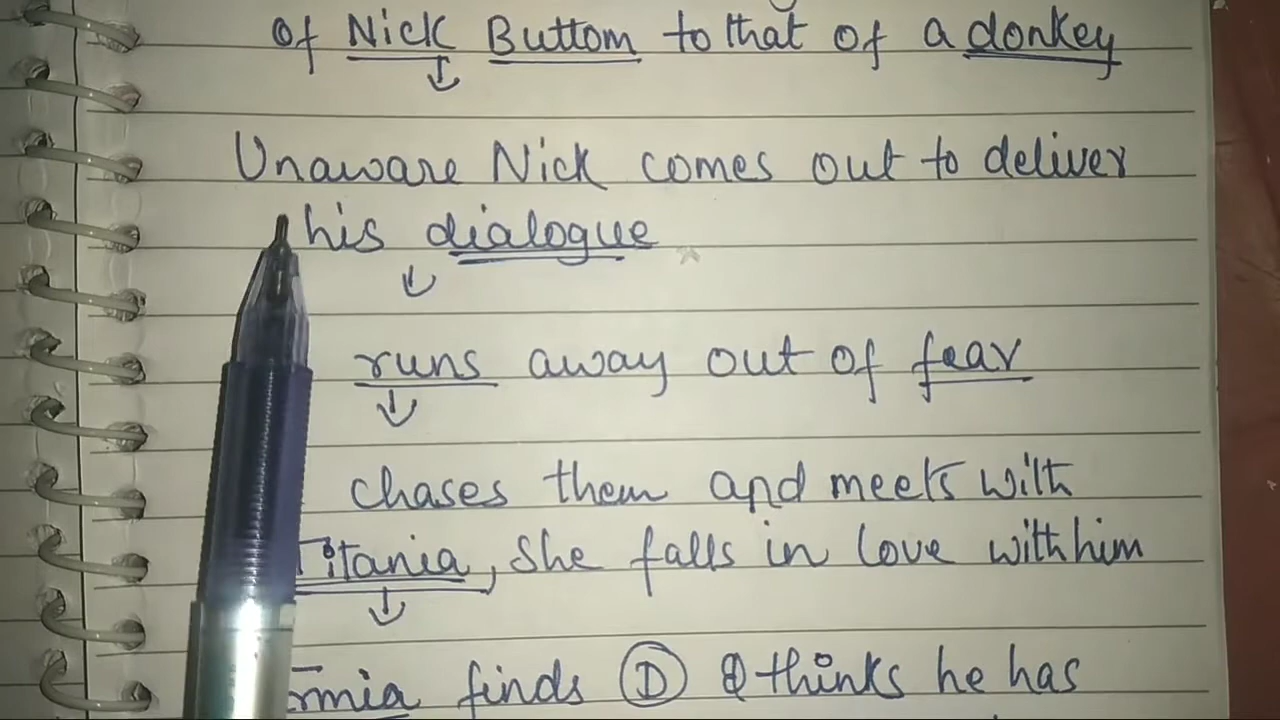 of Nick Buttom to that of a donkey
Unaware Nick comes out to deliver
his dialogue
runs away out of fear
chases them and meets with
Titania, She falls in love with him
finds D thinks he has